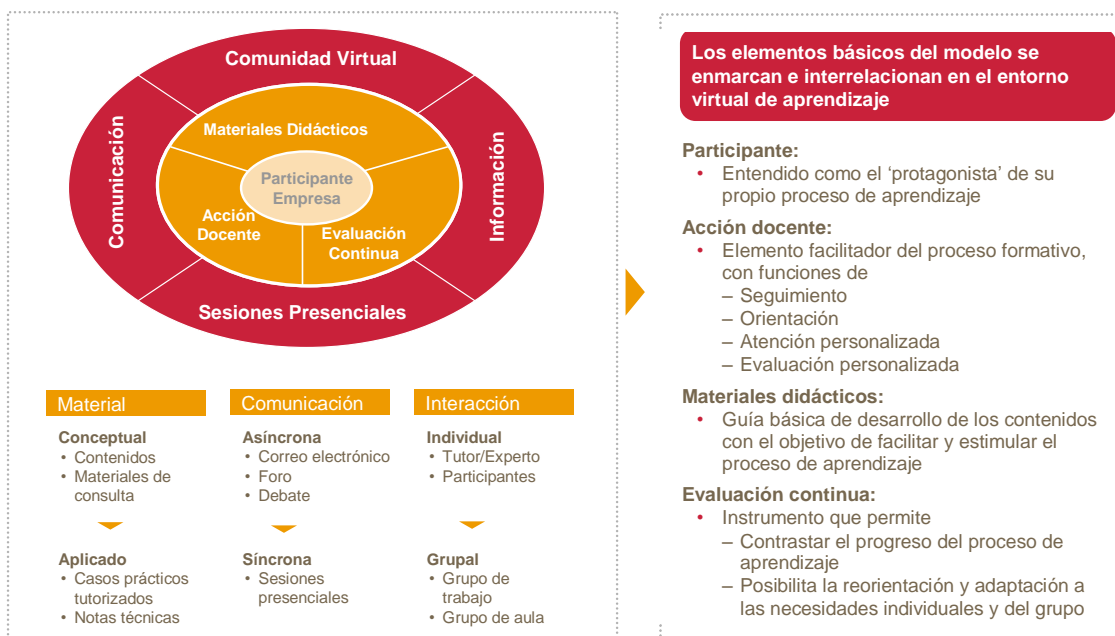 Comunidad Virtual
Comunicación
Materiales Didácticos
Información
Participante
Empresa
Acción
Docente
Evaluación
Continua
Sesiones Presenciales
Material
Conceptual
• Contenidos
• Materiales de
consulta
Aplicado
• Casos prácticos
tutorizados
• Notas técnicas
Comunicación
Asíncrona
• Correo electrónico
• Foro
• Debate
Síncrona
• Sesiones
presenciales
Interacción
Individual
• Tutor/Experto
• Participantes
Grupal
• Grupo de
trabajo
• Grupo de aula
Los elementos básicos del modelo se
enmarcan e interrelacionan en el entorno
virtual de aprendizaje
Participante:
• Entendido como el ‘protagonista’ de su
propio proceso de aprendizaje
Acción docente:
• Elemento facilitador del proceso formativo,
con funciones de
– Seguimiento
– Orientación
– Atención personalizada
– Evaluación personalizada
Materiales didácticos:
• Guía básica de desarrollo de los contenidos
con el objetivo de facilitar y estimular el
proceso de aprendizaje
Evaluación continua:
• Instrumento que permite
– Contrastar el progreso del proceso de
aprendizaje
– Posibilita la reorientación y adaptación a
las necesidades individuales y del grupo